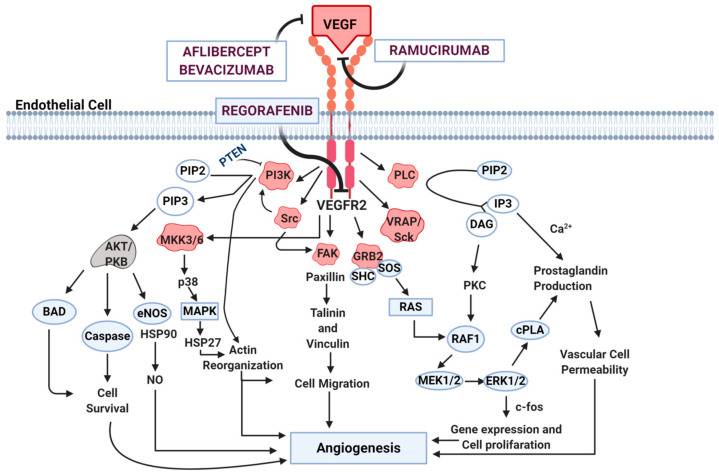 VEGF
AFLIBERCEPT
BEVACIZUMAB
RAMUCIRUMAB
Endothelial Cell
REGORAFENIB
PTEN
PIP2
PI3K
PLC
PIP2
PIP3
VEGFR2
IP3
Src
VRAP/
Sck
DAG
Ca2+
AKT/
PKB
MKK3/6
FAK
GRB2
SHC
SOS
p38
Paxillin
Prostaglandin
Production
PKC
BAD
eNOS
MAPK
RAS
Talinin
and
Vinculin
Caspase
HSP90
HSP27
cPLA
RAF1
Actin
Reorganization
Vascular Cell
Permeability
NO
Cell Migration
MEK1/2
ERK1/2
Cell
Survival
c-fos
Gene expression and
Cell profifaration
Angiogenesis